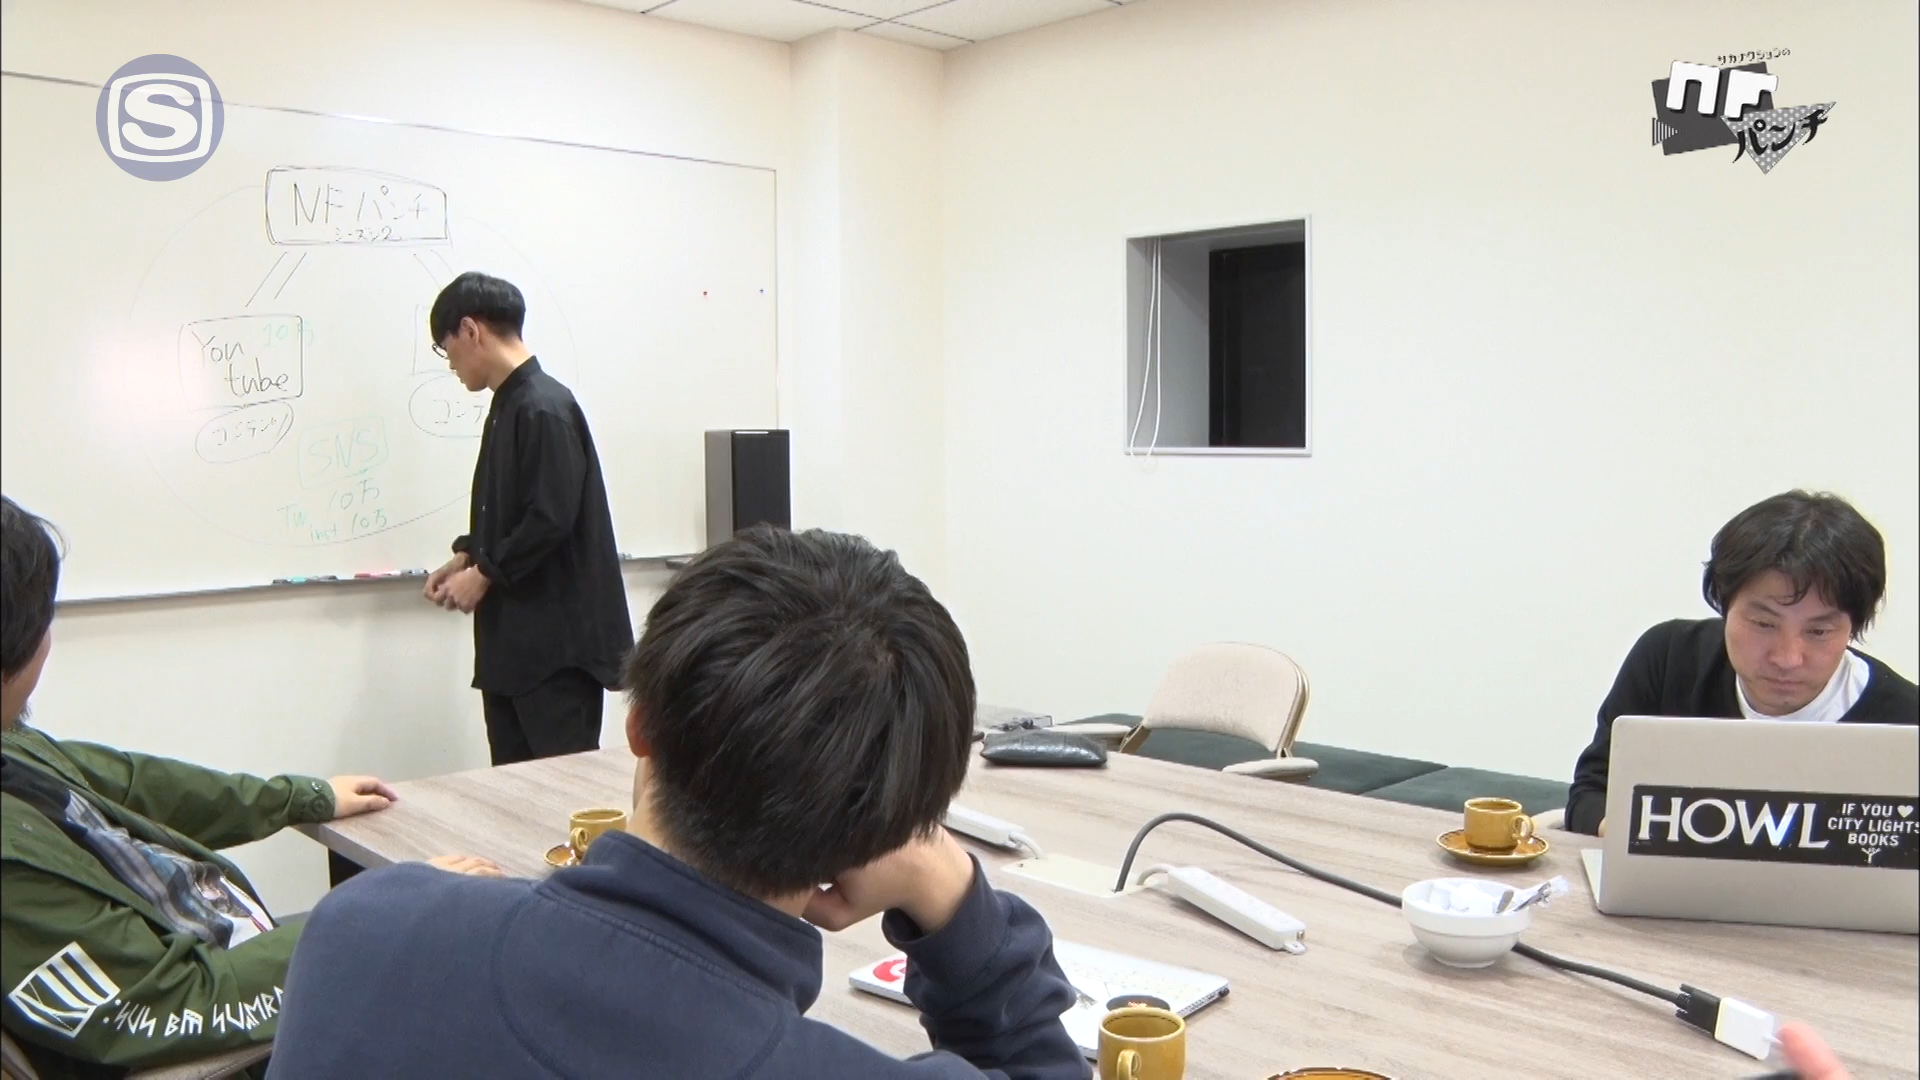 S
サカナクションの
NF
パンチ
NFパンチ
シーズン2
You 10万
tube
コンテンツ
コンテ
SNS
Tw 10万
inst 10万
HOWL
IF YOU ♥
CITY LIGHTS
BOOKS